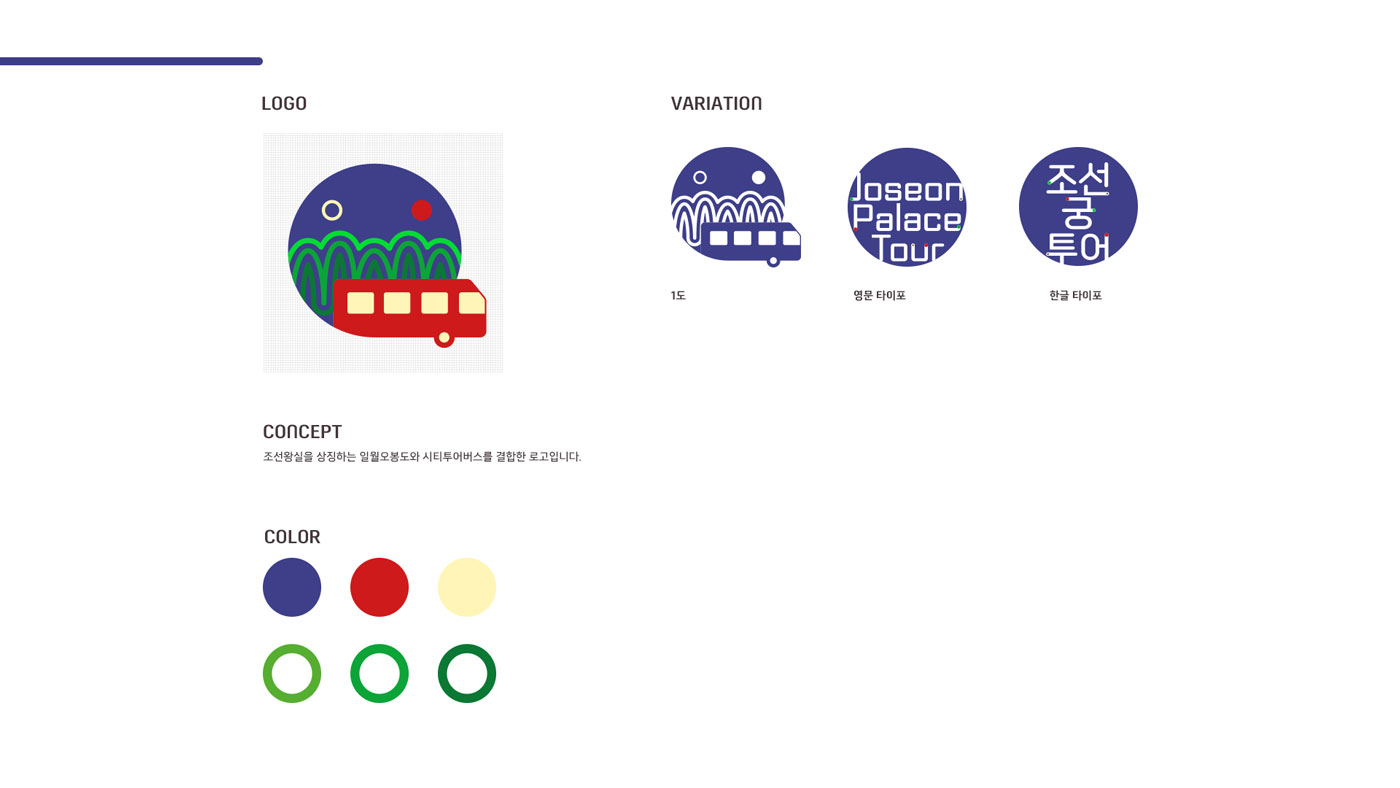 LOGO
VARIATION
Joseon
Palace
Tour
조선
궁
투어
1도
영문 타이포
한글 타이포
CONCEPT
조선왕실을 상징하는 일월오봉도와 시티투어버스를 결합한 로고입니다.
COLOR